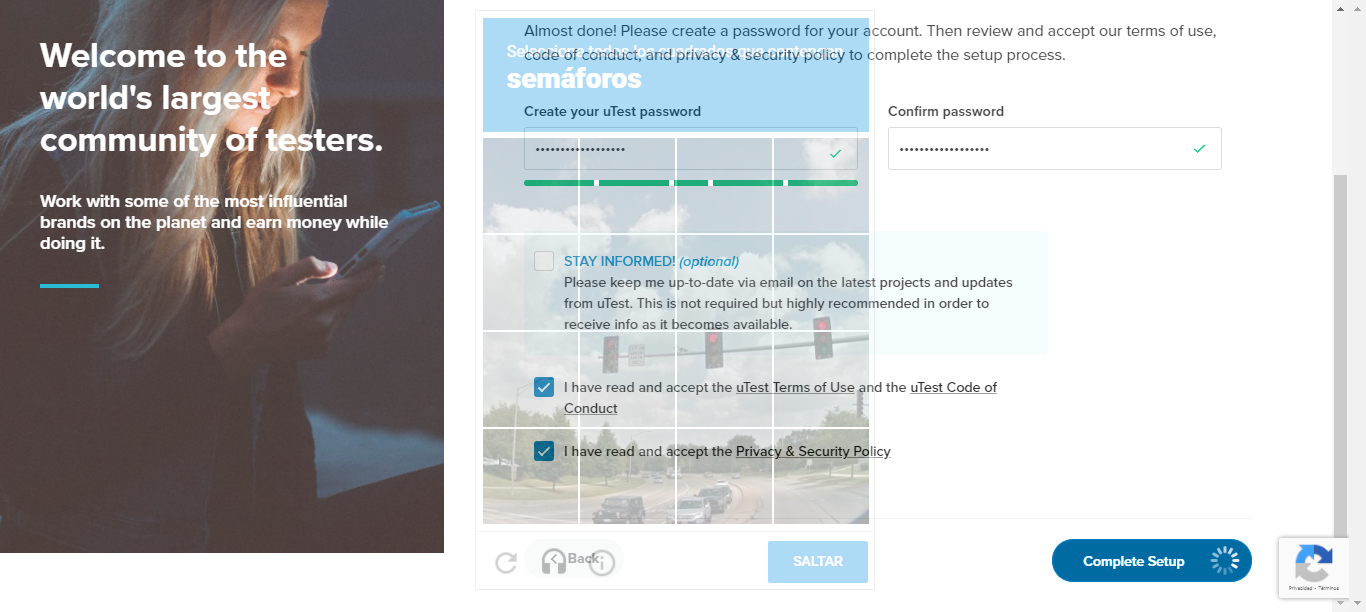 Welcome to the
world's largest
community of testers.
Work with some of the most influential
brands on the planet and earn money while
doing it.
Almost done! Please create a password for your account. Then review and accept our terms of use,
code of conduct, and privacy & security policy to complete the setup process.
Selecciona todos los cuadrados que contengan
semáforos
Create your uTest password
Confirm password
STAY INFORMED! (optional)
Please keep me up-to-date via email on the latest projects and updates
from uTest. This is not required but highly recommended in order to
receive info as it becomes available.
I have read and accept the uTest Terms of Use and the uTest Code of
Conduct
I have read and accept the Privacy & Security Policy
Back
SALTAR
Complete Setup
Privacidad - Términos